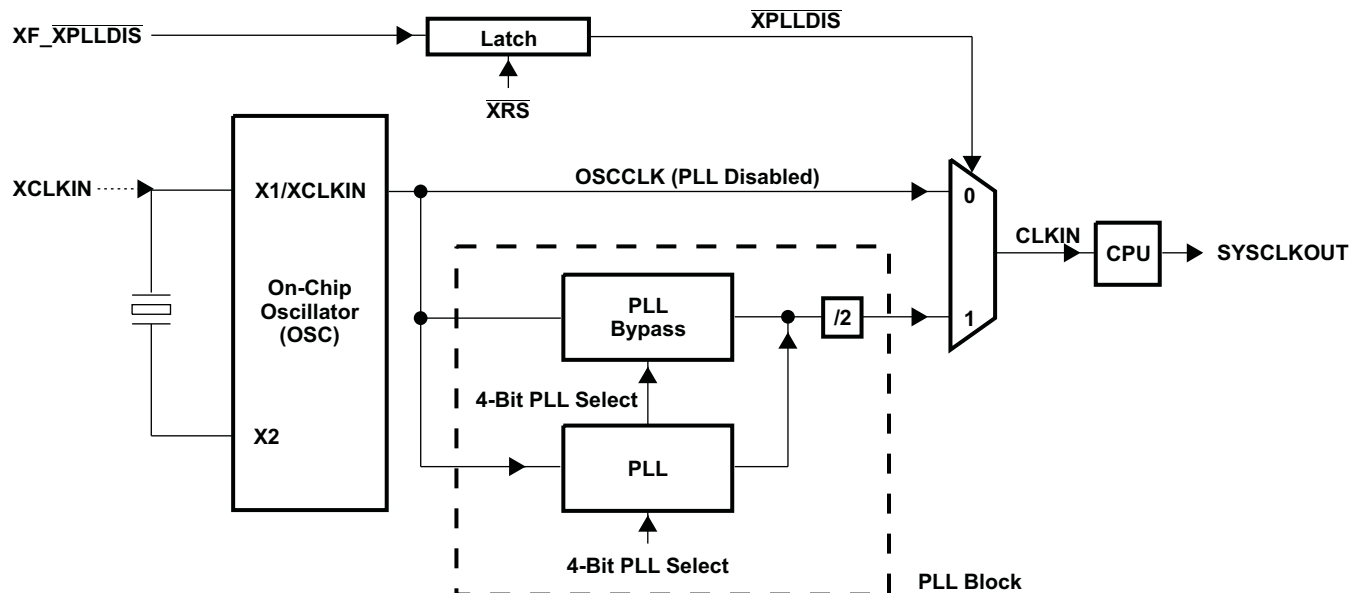 XF_XPLLDIS
Latch
XPLLDIS
XRS
XCLKIN
X1/XCLKIN
On-Chip
Oscillator
(OSC)
X2
OSCCLK (PLL Disabled)
0
1
CLKIN
CPU
SYSCLKOUT
PLL
Bypass
/2
4-Bit PLL Select
PLL
4-Bit PLL Select
PLL Block